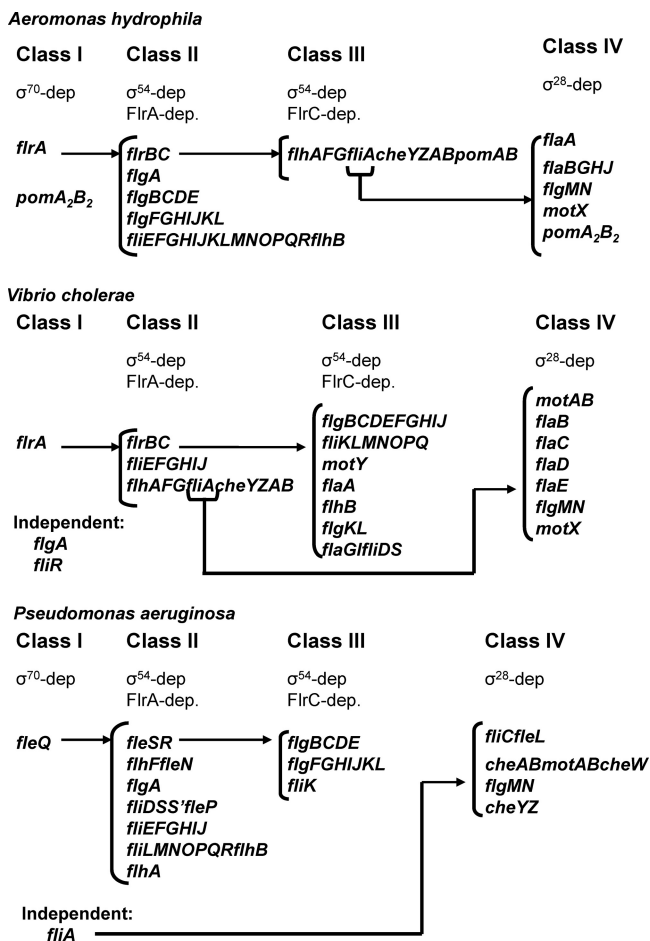 Aeromonas hydrophila
Class I Class II Class III Class IV
σ70-dep σ54-dep σ54-dep σ28-dep
FlrA-dep. FlrC-dep.
flrA flrBC flhAFGfliAcheYZABpomAB flaA
flgA flaBGHJ
pomA2B2 flgBCDE flgMN
flgFGHIJKL motX
fliEFGHIJKLMNOPQRflhB pomA2B2
Vibrio cholerae
Class I Class II Class III Class IV
σ54-dep σ54-dep σ28-dep
FlrA-dep. FlrC-dep.
motAB
flgBCDEFGHIJ flaB
flrA flrBC fliKLMNOPQ flaC
fliEFGHIJ motY flaD
flhAFGfliAcheYZAB flaA flaE
flhB flgMN
Independent: flgKL motX
flgA flaGIfliDS
fliR
Pseudomonas aeruginosa
Class I Class II Class III Class IV
σ70-dep σ54-dep σ54-dep σ28-dep
FlrA-dep. FlrC-dep.
fleQ fleSR flgBCDE fliCfleL
flhFfleN flgFGHIJKL cheABmotABcheW
flgA fliK flgMN
fliDSS’fleP cheYZ
fliEFGHIJ
fliLMNOPQRflhB
flhA
Independent:
fliA